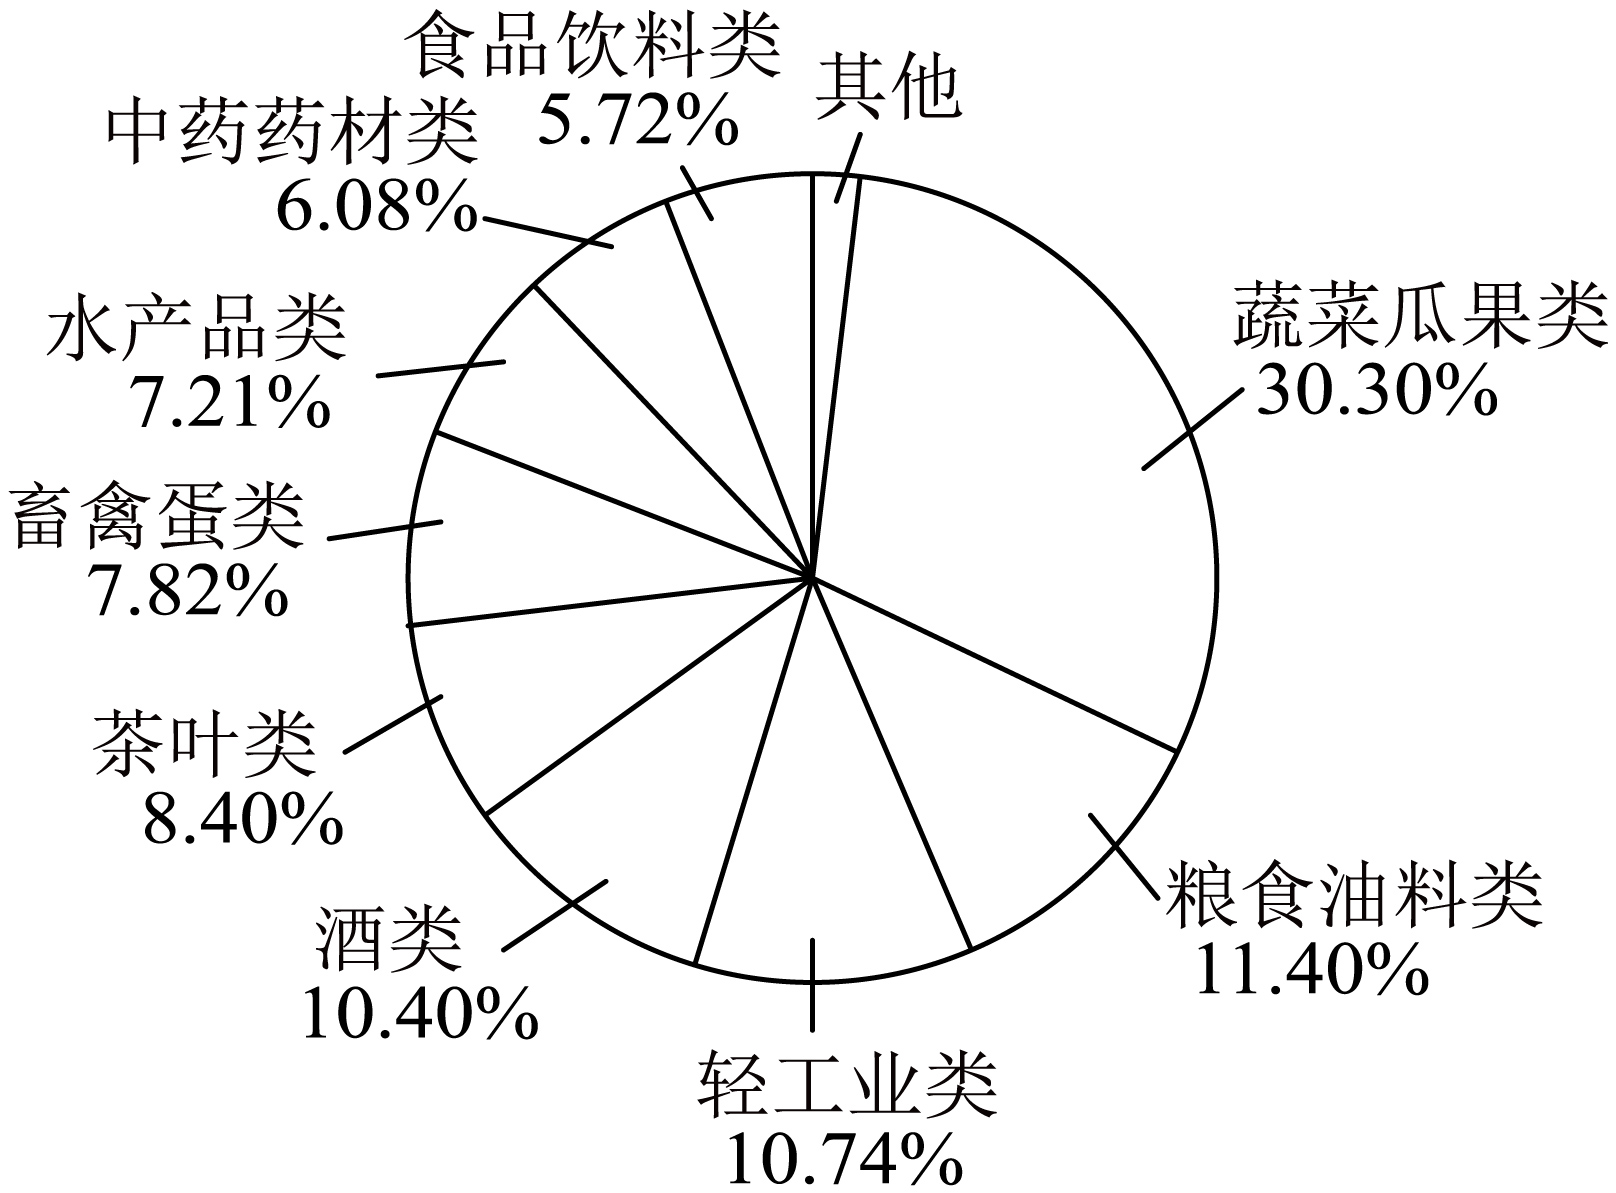 食品饮料类
5.72%
其他
中药药材类
6.08%
水产品类
7.21%
蔬菜瓜果类
30.30%
畜禽蛋类
7.82%
茶叶类
8.40%
粮食油料类
11.40%
酒类
10.40%
轻工业类
10.74%